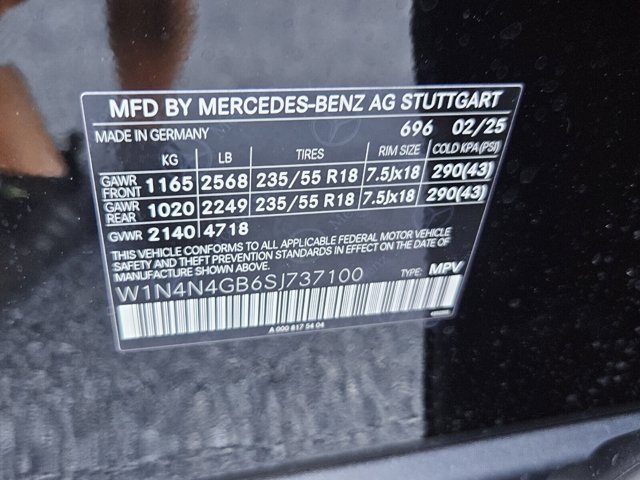 MFD BY MERCEDES-BENZ AG STUTTGART
MADE IN GERMANY 696 02/25
KG LB TIRES RIM SIZE COLD KPA(PSI)
GAWR FRONT 1165 2568 235/55 R18 7.5Jx18 290(43)
GAWR REAR 1020 2249 235/55 R18 7.5Jx18 290(43)
GVWR 2140 4718
THIS VEHICLE CONFORMS TO ALL APPLICABLE FEDERAL MOTOR VEHICLE
SAFETY AND THEFT PREVENTION STANDARDS IN EFFECT ON THE DATE
OF MANUFACTURE SHOWN ABOVE.
W1N4N4GB6SJ737100 TYPE: MPV
A 000 817 54 04